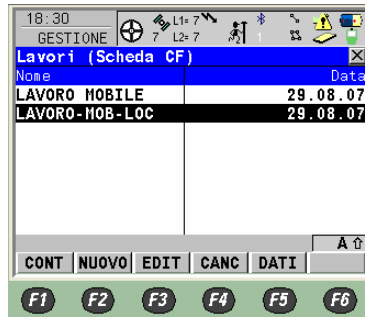 18:30
GESTIONE
7
L1= 7
L2= 7
1
Lavori (Scheda CF)
Nome Data
LAVORO MOBILE 29.08.07
LAVORO-MOB-LOC 29.08.07
A
CONT NUOVO EDIT CANC DATI
F1 F2 F3 F4 F5 F6